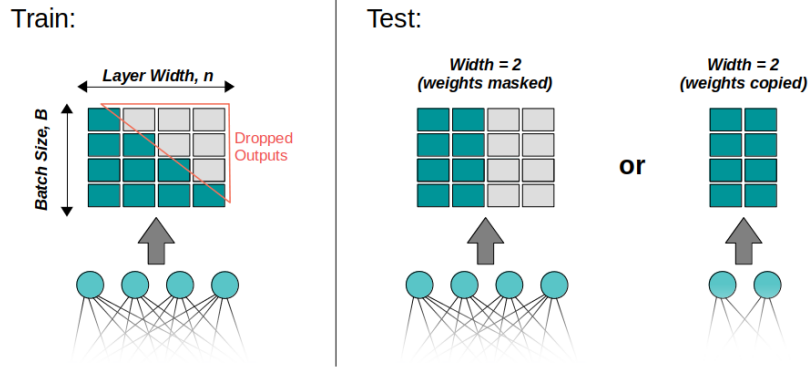 Train:
Layer Width, n
Batch Size, B
Dropped
Outputs
Test:
Width = 2
(weights masked)
or
Width = 2
(weights copied)